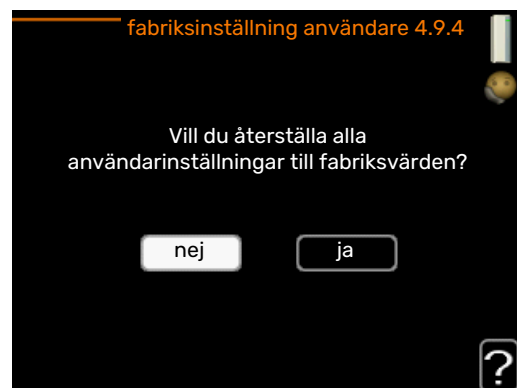 fabriksinställning användare 4.9.4
Vill du återställa alla
användarinställningar till fabriksvärden?
nej
ja
?